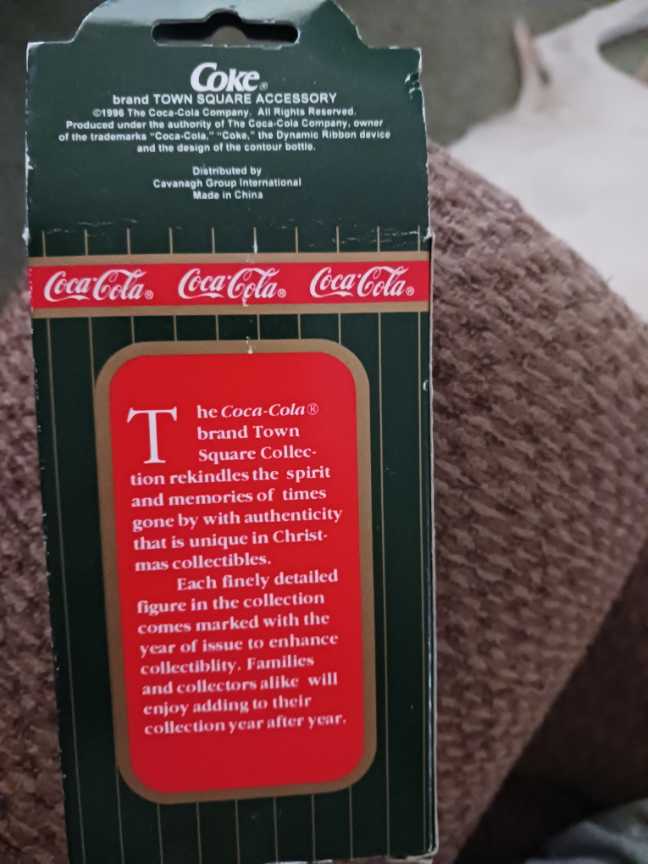 Coke®
brand TOWN SQUARE ACCESSORY
©1996 The Coca-Cola Company. All Rights Reserved.
Produced under the authority of The Coca-Cola Company, owner
of the trademarks "Coca-Cola," "Coke," the Dynamic Ribbon device
and the design of the contour bottle.
Distributed by
Cavanagh Group International
Made in China
Coca-Cola® Coca-Cola® Coca-Cola®
The Coca-Cola®
brand Town
Square Collec-
tion rekindles the spirit
and memories of times
gone by with authenticity
that is unique in Christ-
mas collectibles.
Each finely detailed
figure in the collection
comes marked with the
year of issue to enhance
collectiblity. Families
and collectors alike will
enjoy adding to their
collection year after year.